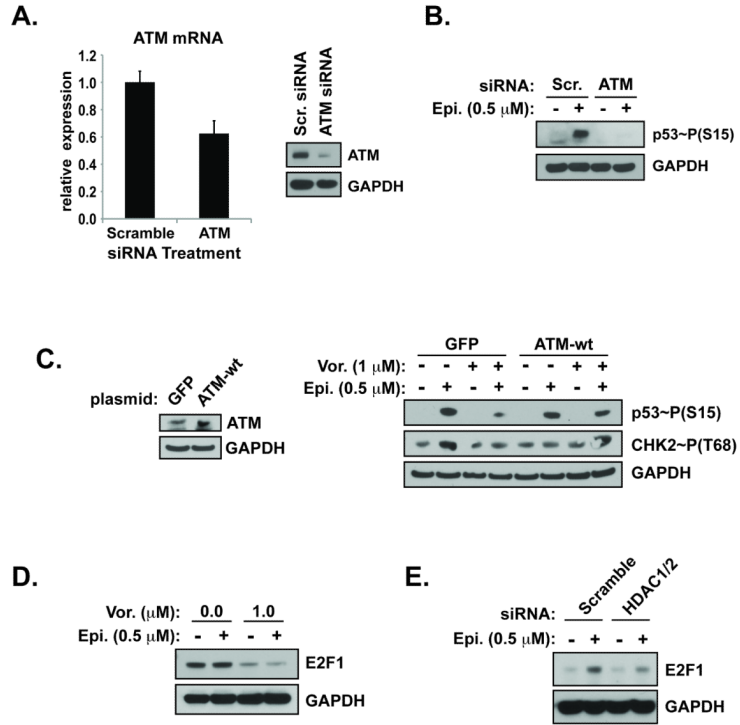 A.
ATM mRNA
relative expression
1.2
1.0
0.8
0.6
0.4
0.2
0.0
Scramble ATM
siRNA Treatment
Scr. siRNA
ATM siRNA
ATM
GAPDH
B.
siRNA: Scr. ATM
Epi. (0.5 μM): - + - +
p53~P(S15)
GAPDH
C.
plasmid: GFP ATM-wt
ATM
GAPDH
GFP ATM-wt
Vor. (1 μM): - - + + - - + +
Epi. (0.5 μM): - + - + - + - +
p53~P(S15)
CHK2~P(T68)
GAPDH
D.
Vor. (μM): 0.0 1.0
Epi. (0.5 μM): - + - +
E2F1
GAPDH
E.
siRNA: Scramble HDAC1/2
Epi. (0.5 μM): - + - +
E2F1
GAPDH